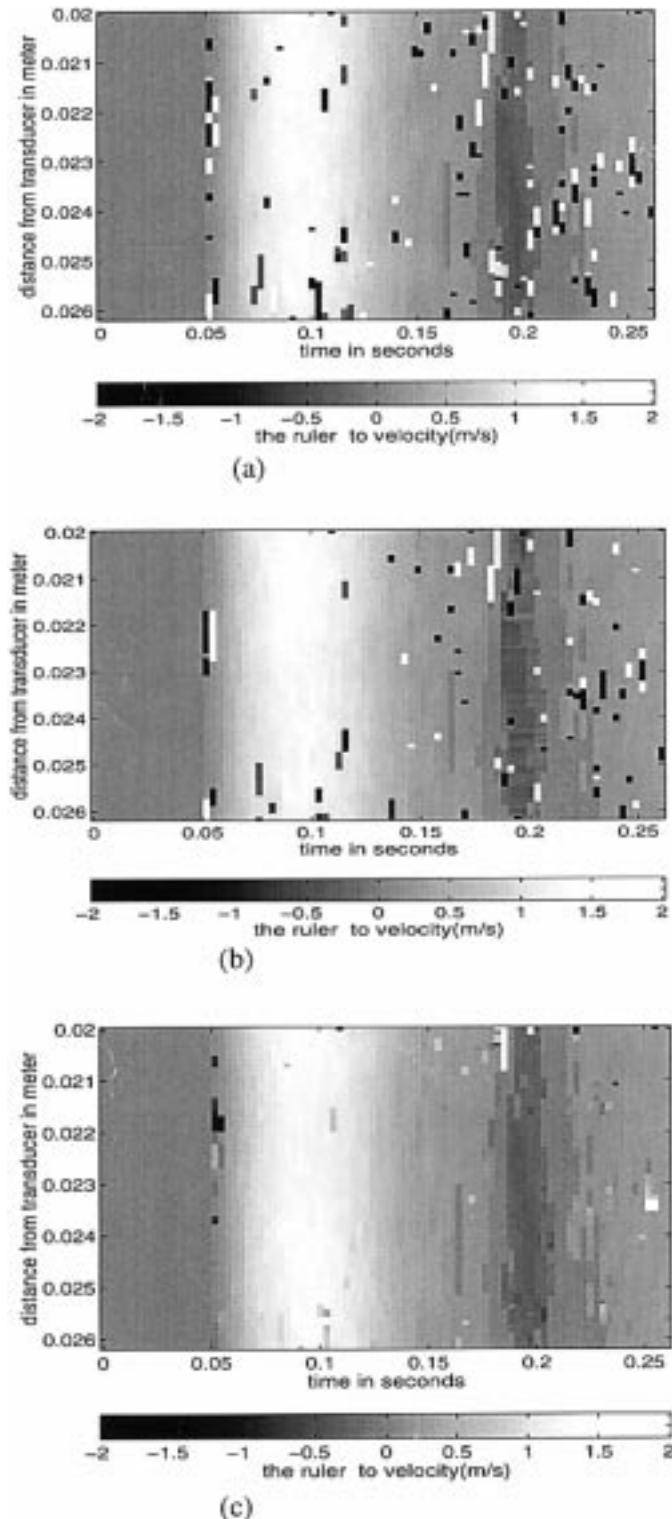 0.02
0.021
0.022
0.023
0.024
0.025
0.026
distance from transducer in meter
0 0.05 0.1 0.15 0.2 0.25
time in seconds
-2 -1.5 -1 -0.5 0 0.5 1 1.5 2
the ruler to velocity(m/s)
(a)
0.02
0.021
0.022
0.023
0.024
0.025
0.026
distance from transducer in meter
0 0.05 0.1 0.15 0.2 0.25
time in seconds
-2 -1.5 -1 -0.5 0 0.5 1 1.5 2
the ruler to velocity(m/s)
(b)
0.02
0.021
0.022
0.023
0.024
0.025
0.026
distance from transducer in meter
0 0.05 0.1 0.15 0.2 0.25
time in seconds
-2 -1.5 -1 -0.5 0 0.5 1 1.5 2
the ruler to velocity(m/s)
(c)